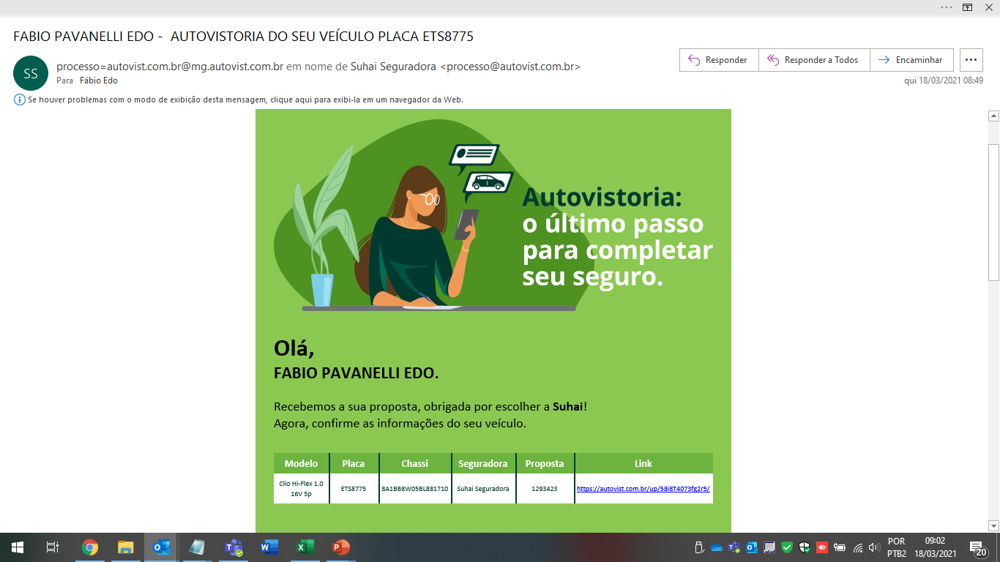 FABIO PAVANELLI EDO - AUTOVISTORIA DO SEU VEÍCULO PLACA ETS8775
SS
processo=autovist.com.br@mg.autovist.com.br em nome de Suhai Seguradora <processo@autovist.com.br>
Para Fábio Edo
Responder
Responder a Todos
Encaminhar
qui 18/03/2021 08:49
Se houver problemas com o modo de exibição desta mensagem, clique aqui para exibi-la em um navegador da Web.
Autovistoria:
o último passo
para completar
seu seguro.
Olá,
FABIO PAVANELLI EDO.
Recebemos a sua proposta, obrigada por escolher a Suhai!
Agora, confirme as informações do seu veículo.
Modelo Placa Chassi Seguradora Proposta Link
Clio Hi-Flex 1.0
16V 5p
ETS8775 8A1BB8W05BL881710 Suhai Seguradora 1293423 https://autovist.com.br/up/58i8T4073fg2r5/
POR
PTB2
09:02
18/03/2021
20